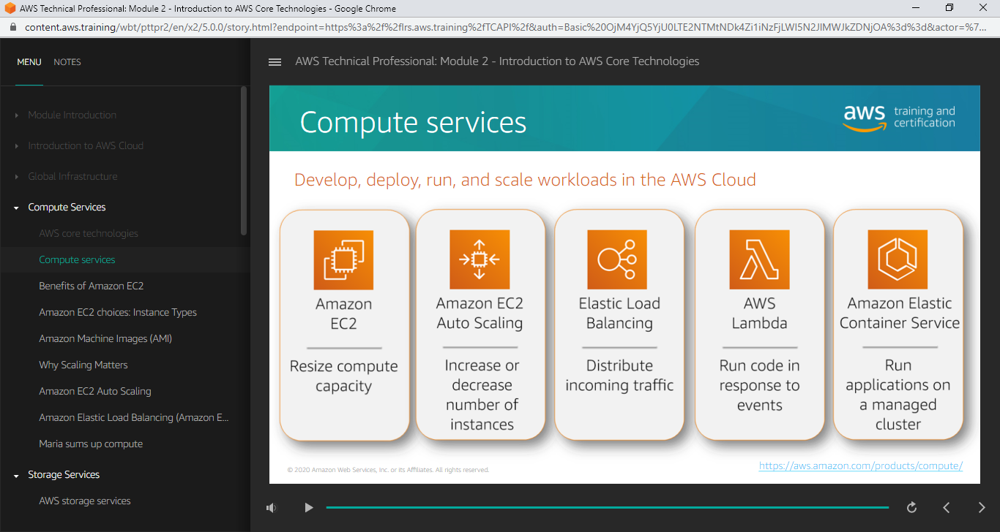 AWS Technical Professional: Module 2 - Introduction to AWS Core Technologies - Google Chrome
content.aws.training/wbt/pttpr2/en/x2/5.0.0/story.html?endpoint=https%3a%2f%2flrs.aws.training%2fTCAPI%2f&auth=Basic%20OjM4YjQ5YjU0LTE2NTMtNDk4Zi1iNzFjLWI5N2JlMWJkZDNjOA%3d%3d&actor=%7...
MENU NOTES
Module Introduction
Introduction to AWS Cloud
Global Infrastructure
Compute Services
AWS core technologies
Compute services
Benefits of Amazon EC2
Amazon EC2 choices: Instance Types
Amazon Machine Images (AMI)
Why Scaling Matters
Amazon EC2 Auto Scaling
Amazon Elastic Load Balancing (Amazon E...
Maria sums up compute
Storage Services
AWS storage services
AWS Technical Professional: Module 2 - Introduction to AWS Core Technologies
Compute services
aws training and
certification
Develop, deploy, run, and scale workloads in the AWS Cloud
Amazon
EC2
Resize compute
capacity
Amazon EC2
Auto Scaling
Increase or
decrease
number of
instances
Elastic Load
Balancing
Distribute
incoming traffic
AWS
Lambda
Run code in
response to
events
Amazon Elastic
Container Service
Run
applications on
a managed
cluster
© 2020 Amazon Web Services, Inc. or its Affiliates. All rights reserved.
https://aws.amazon.com/products/compute/